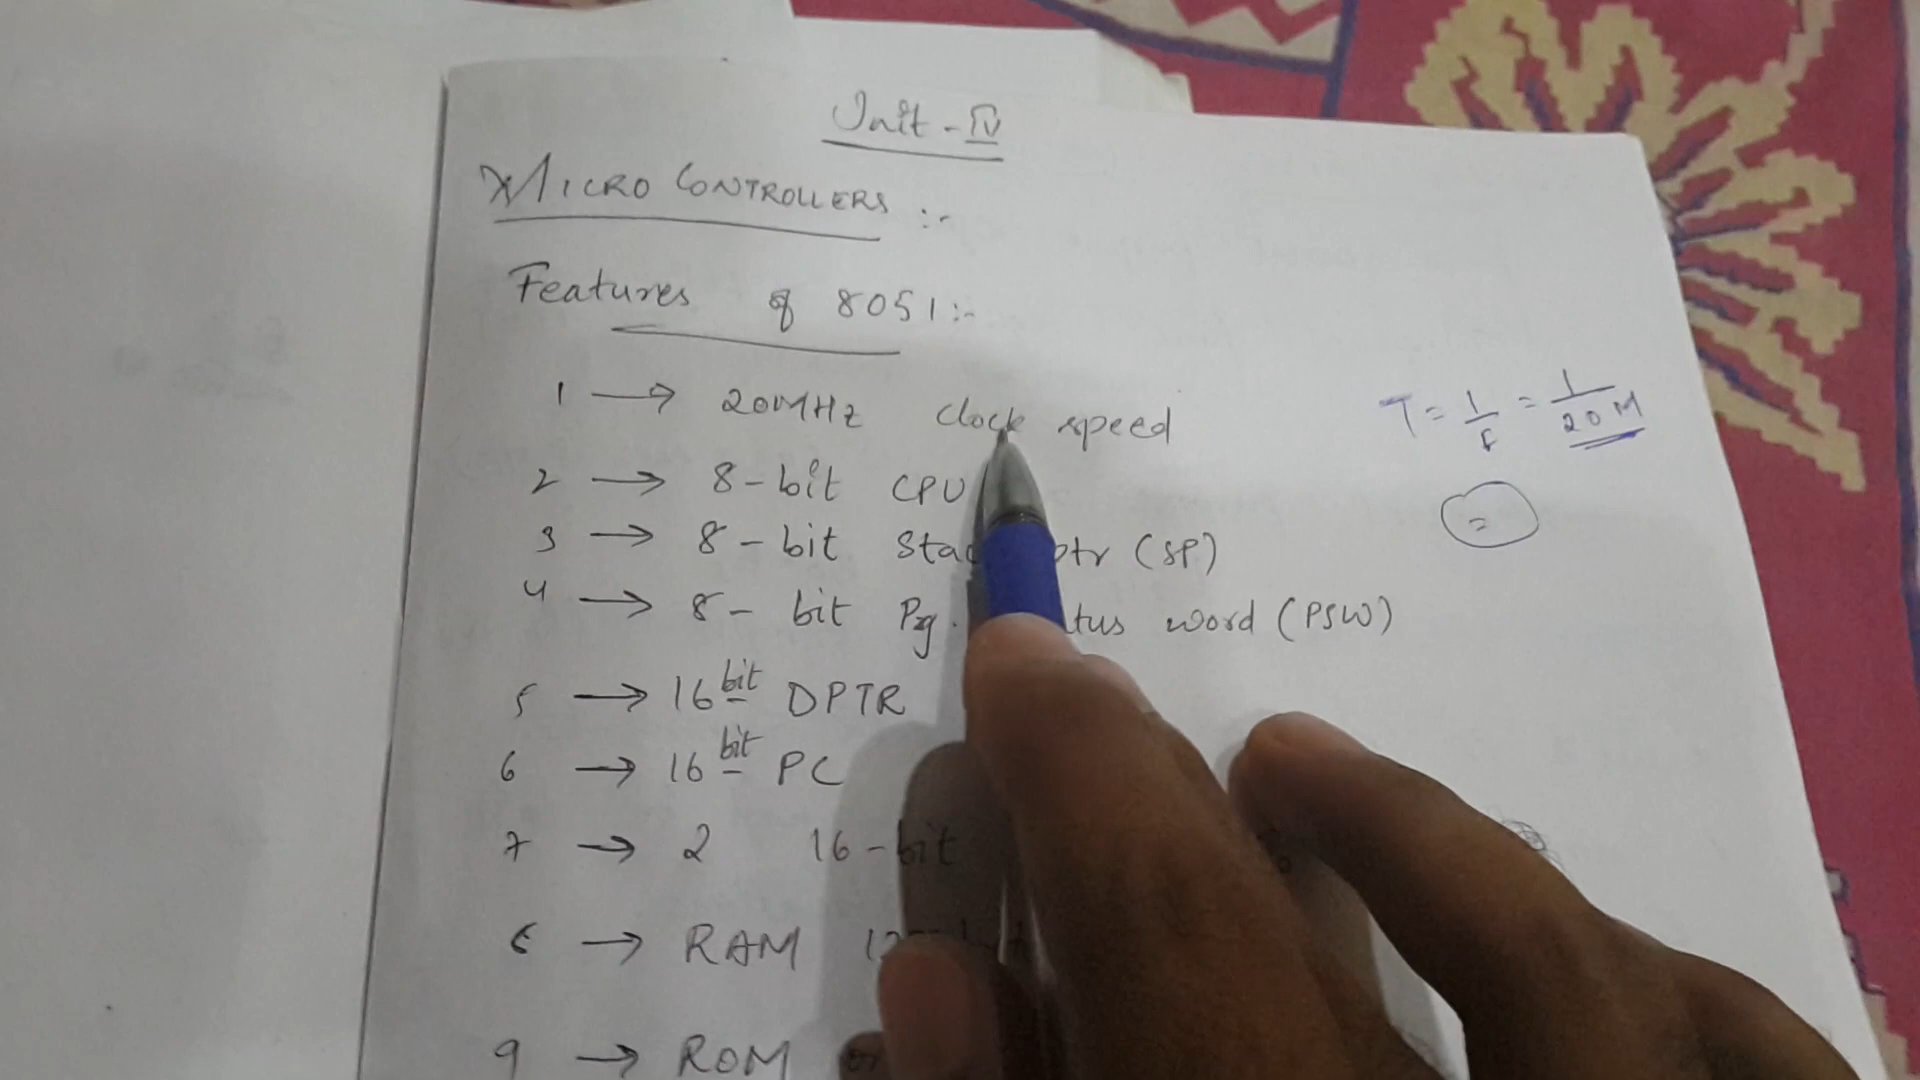 Unit - IV
MICRO CONTROLLERS :-
Features of 8051:-
1 → 20MHz clock speed
T = 1/f = 1/20M
2 → 8-bit CPU
=
3 → 8-bit ptr (SP)
4 → 8-bit Prg. word (PSW)
5 → 16 bit DPTR
6 → 16 bit PC
7 → 2 16-bit
8 → RAM
9 → ROM